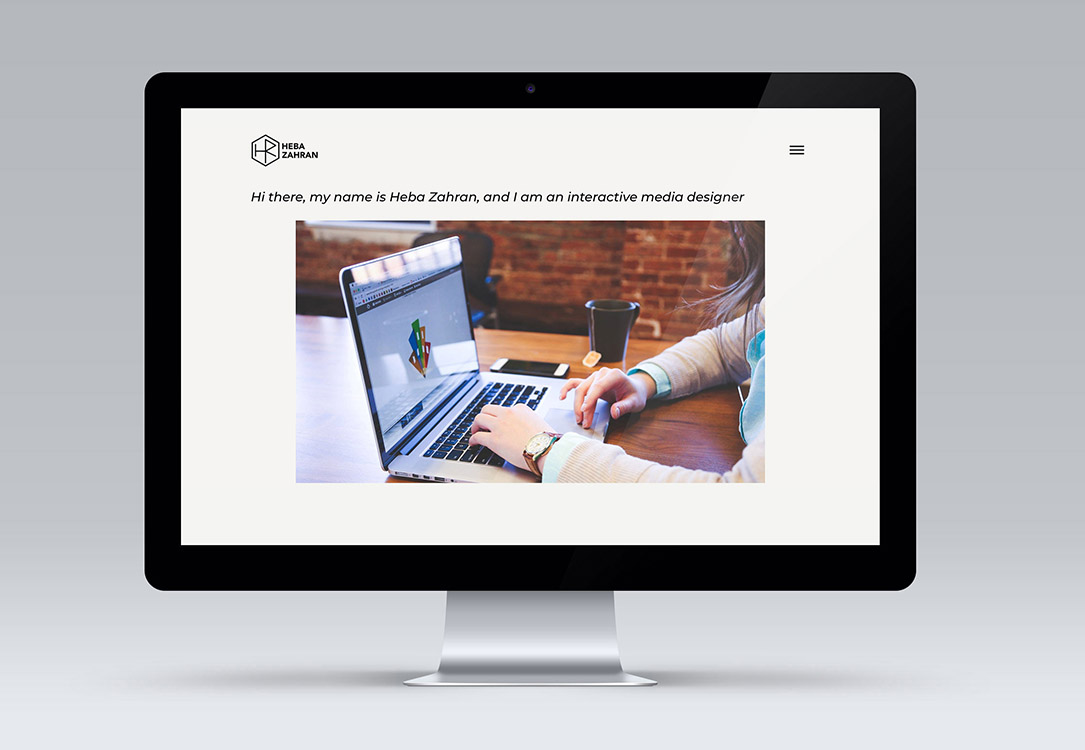 HEBA
ZAHRAN
Hi there, my name is Heba Zahran, and I am an interactive media designer